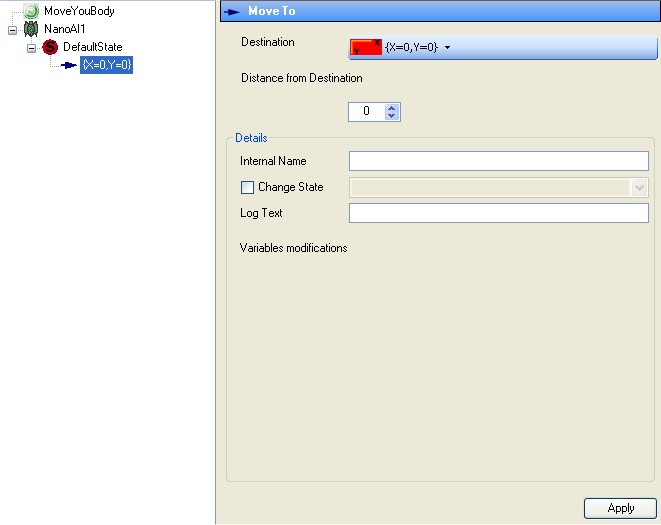 MoveYouBody
NanoAI1
DefaultState
{X=0,Y=0}
Move To
Destination
Y X {X=0,Y=0}
Distance from Destination
0
Details
Internal Name
Change State
Log Text
Variables modifications
Apply